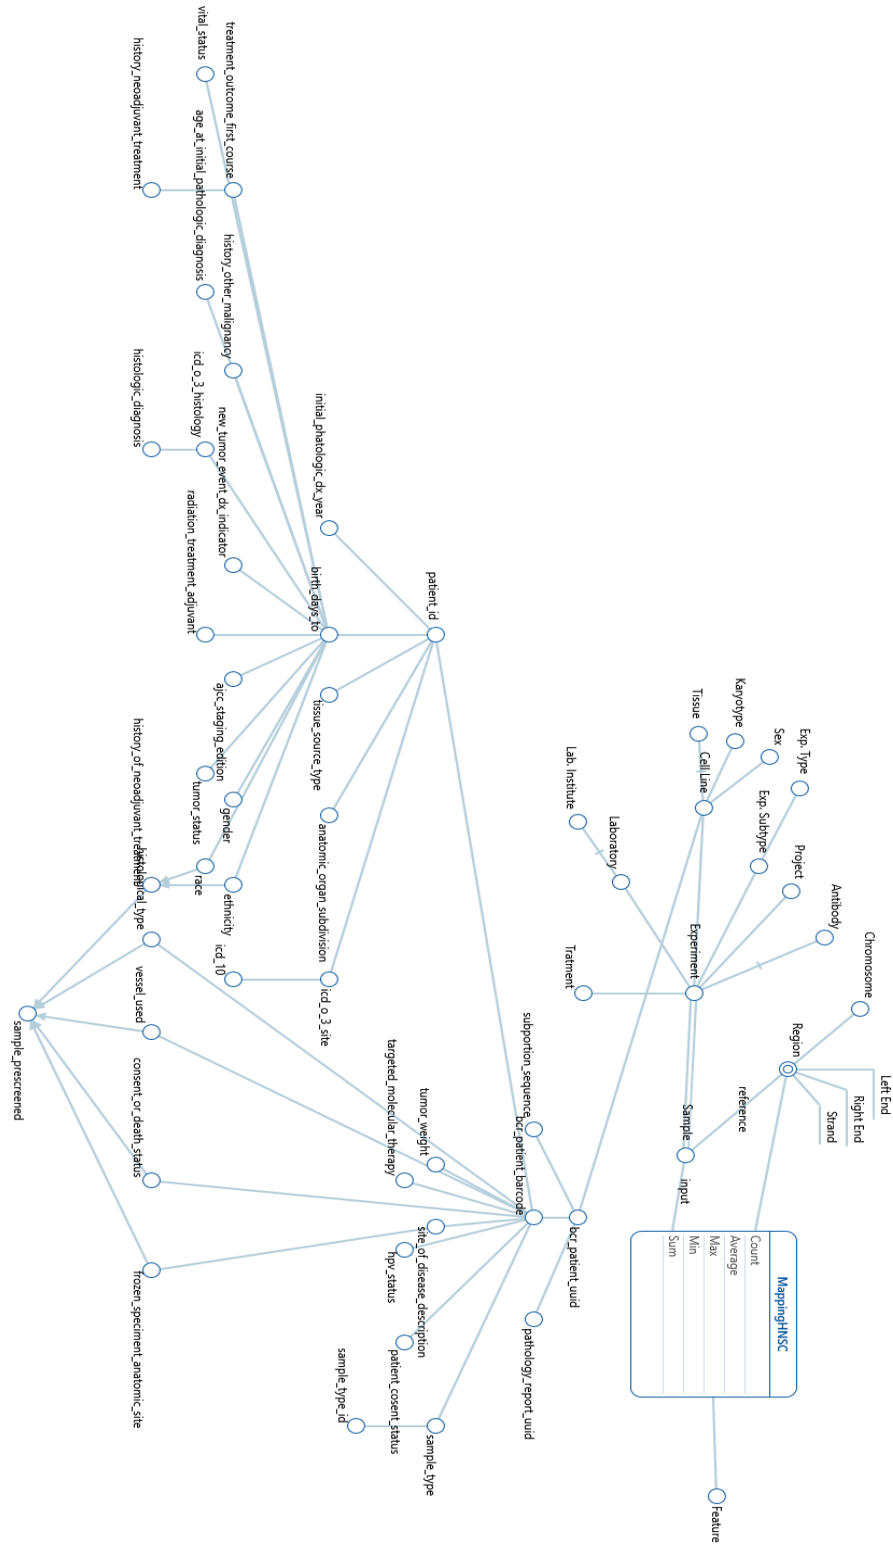 vital_status
treatment_outcome_first_course
history_neoadjuvant_treatment
age_at_initial_pathologic_diagnosis
history_other_malignancy
histologic_diagnosis
icd_o_3_histology
new_tumor_event_dx_indicator
initial_phatologic_dx_year
radiation_treatment_adjuvant
birth_days_to
patient_id
ajcc_staging_edition
tissue_source_type
history_of_neoadjuvant_treatment
tumor_status
gender
anatomic_organ_subdivision
histological_type
race
ethnicity
icd_10
icd_o_3_site
vessel_used
sample_prescreened
consent_or_death_status
targeted_molecular_therapy
tumor_weight
subportion_sequence
bcr_patient_barcode
bcr_patient_uuid
site_of_disease_description
hpv_status
frozen_speciment_anatomic_site
pathology_report_uuid
patient_cosent_status
sample_type_id
sample_type
Tissue
Karyotype
Sex
Exp. Type
Cell Line
Exp. Subtype
Lab. Institute
Laboratory
Project
Antibody
Experiment
Tratment
Chromosome
Region
Left End
Right End
Strand
reference
Sample
input
MappingHNSC
Count
Average
Max
Min
Sum
Feature